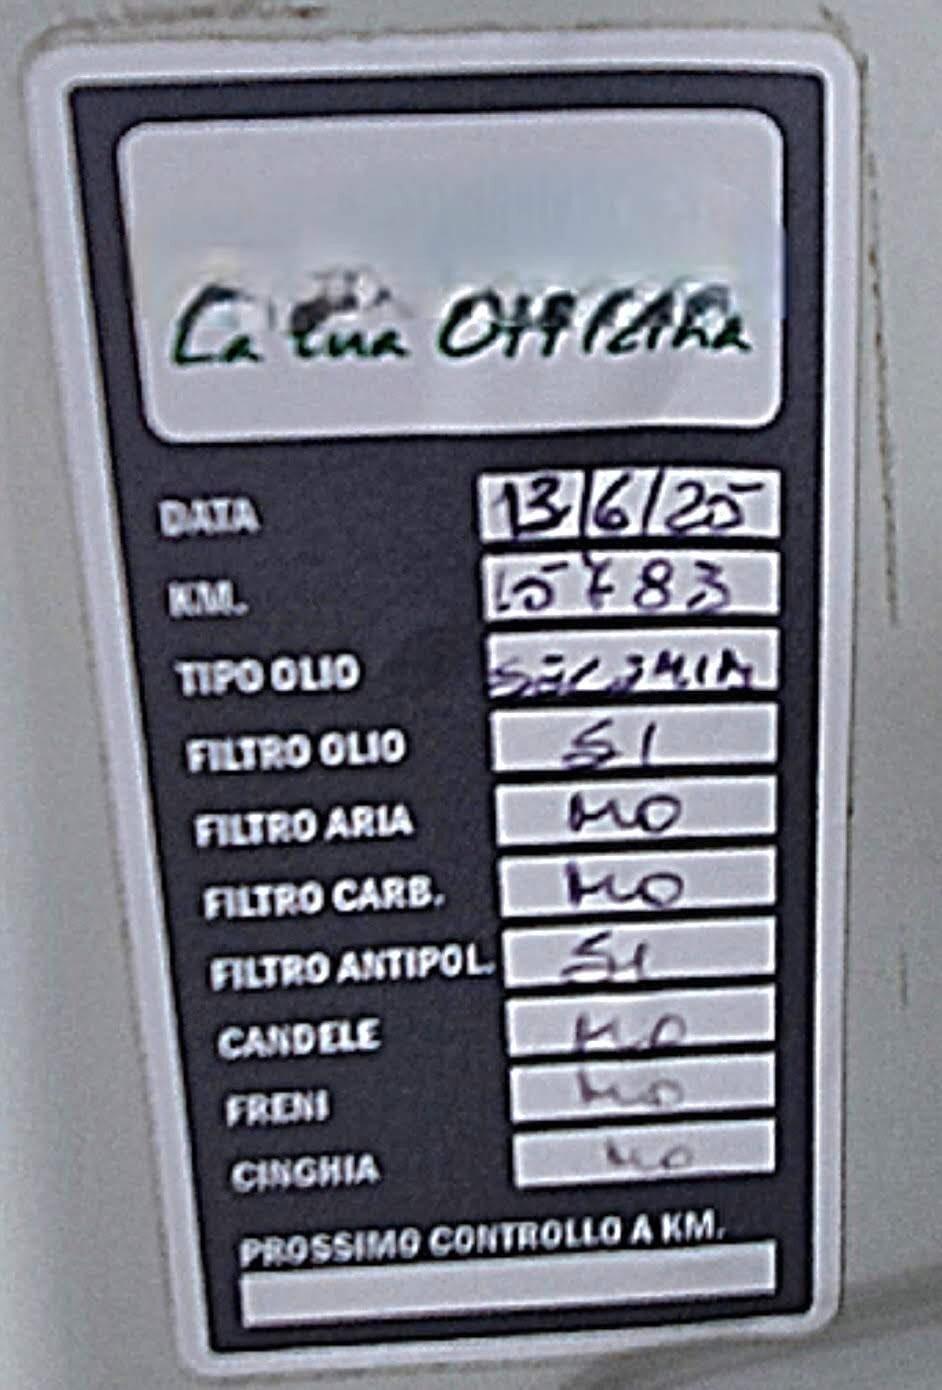 La tua Officina
DATA 13/6/25
KM. 15783
TIPO OLIO
FILTRO OLIO SI
FILTRO ARIA NO
FILTRO CARB. NO
FILTRO ANTIPOL. SI
CANDELE NO
FRENI NO
CINGHIA NO
PROSSIMO CONTROLLO A KM.